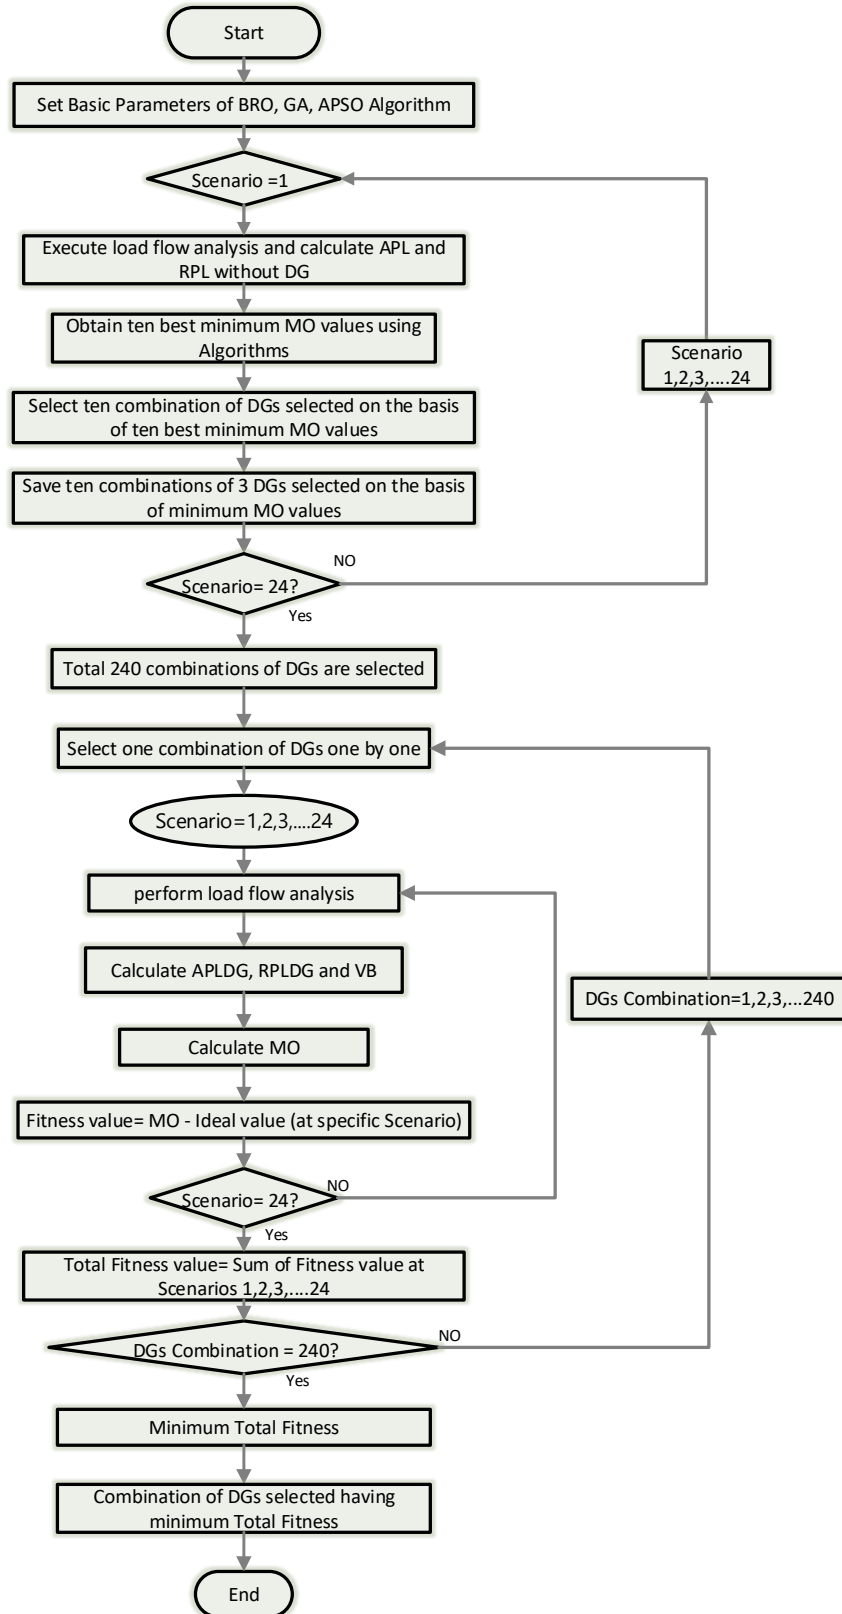 Start
Set Basic Parameters of BRO, GA, APSO Algorithm
Scenario =1
Execute load flow analysis and calculate APL and
RPL without DG
Obtain ten best minimum MO values using
Algorithms
Scenario
1,2,3,....24
Select ten combination of DGs selected on the basis
of ten best minimum MO values
Save ten combinations of 3 DGs selected on the basis
of minimum MO values
NO
Scenario= 24?
Yes
Total 240 combinations of DGs are selected
Select one combination of DGs one by one
Scenario=1,2,3,....24
perform load flow analysis
Calculate APLDG, RPLDG and VB
DGs Combination=1,2,3,...240
Calculate MO
Fitness value= MO - Ideal value (at specific Scenario)
NO
Scenario= 24?
Yes
Total Fitness value= Sum of Fitness value at
Scenarios 1,2,3,....24
NO
DGs Combination = 240?
Yes
Minimum Total Fitness
Combination of DGs selected having
minimum Total Fitness
End